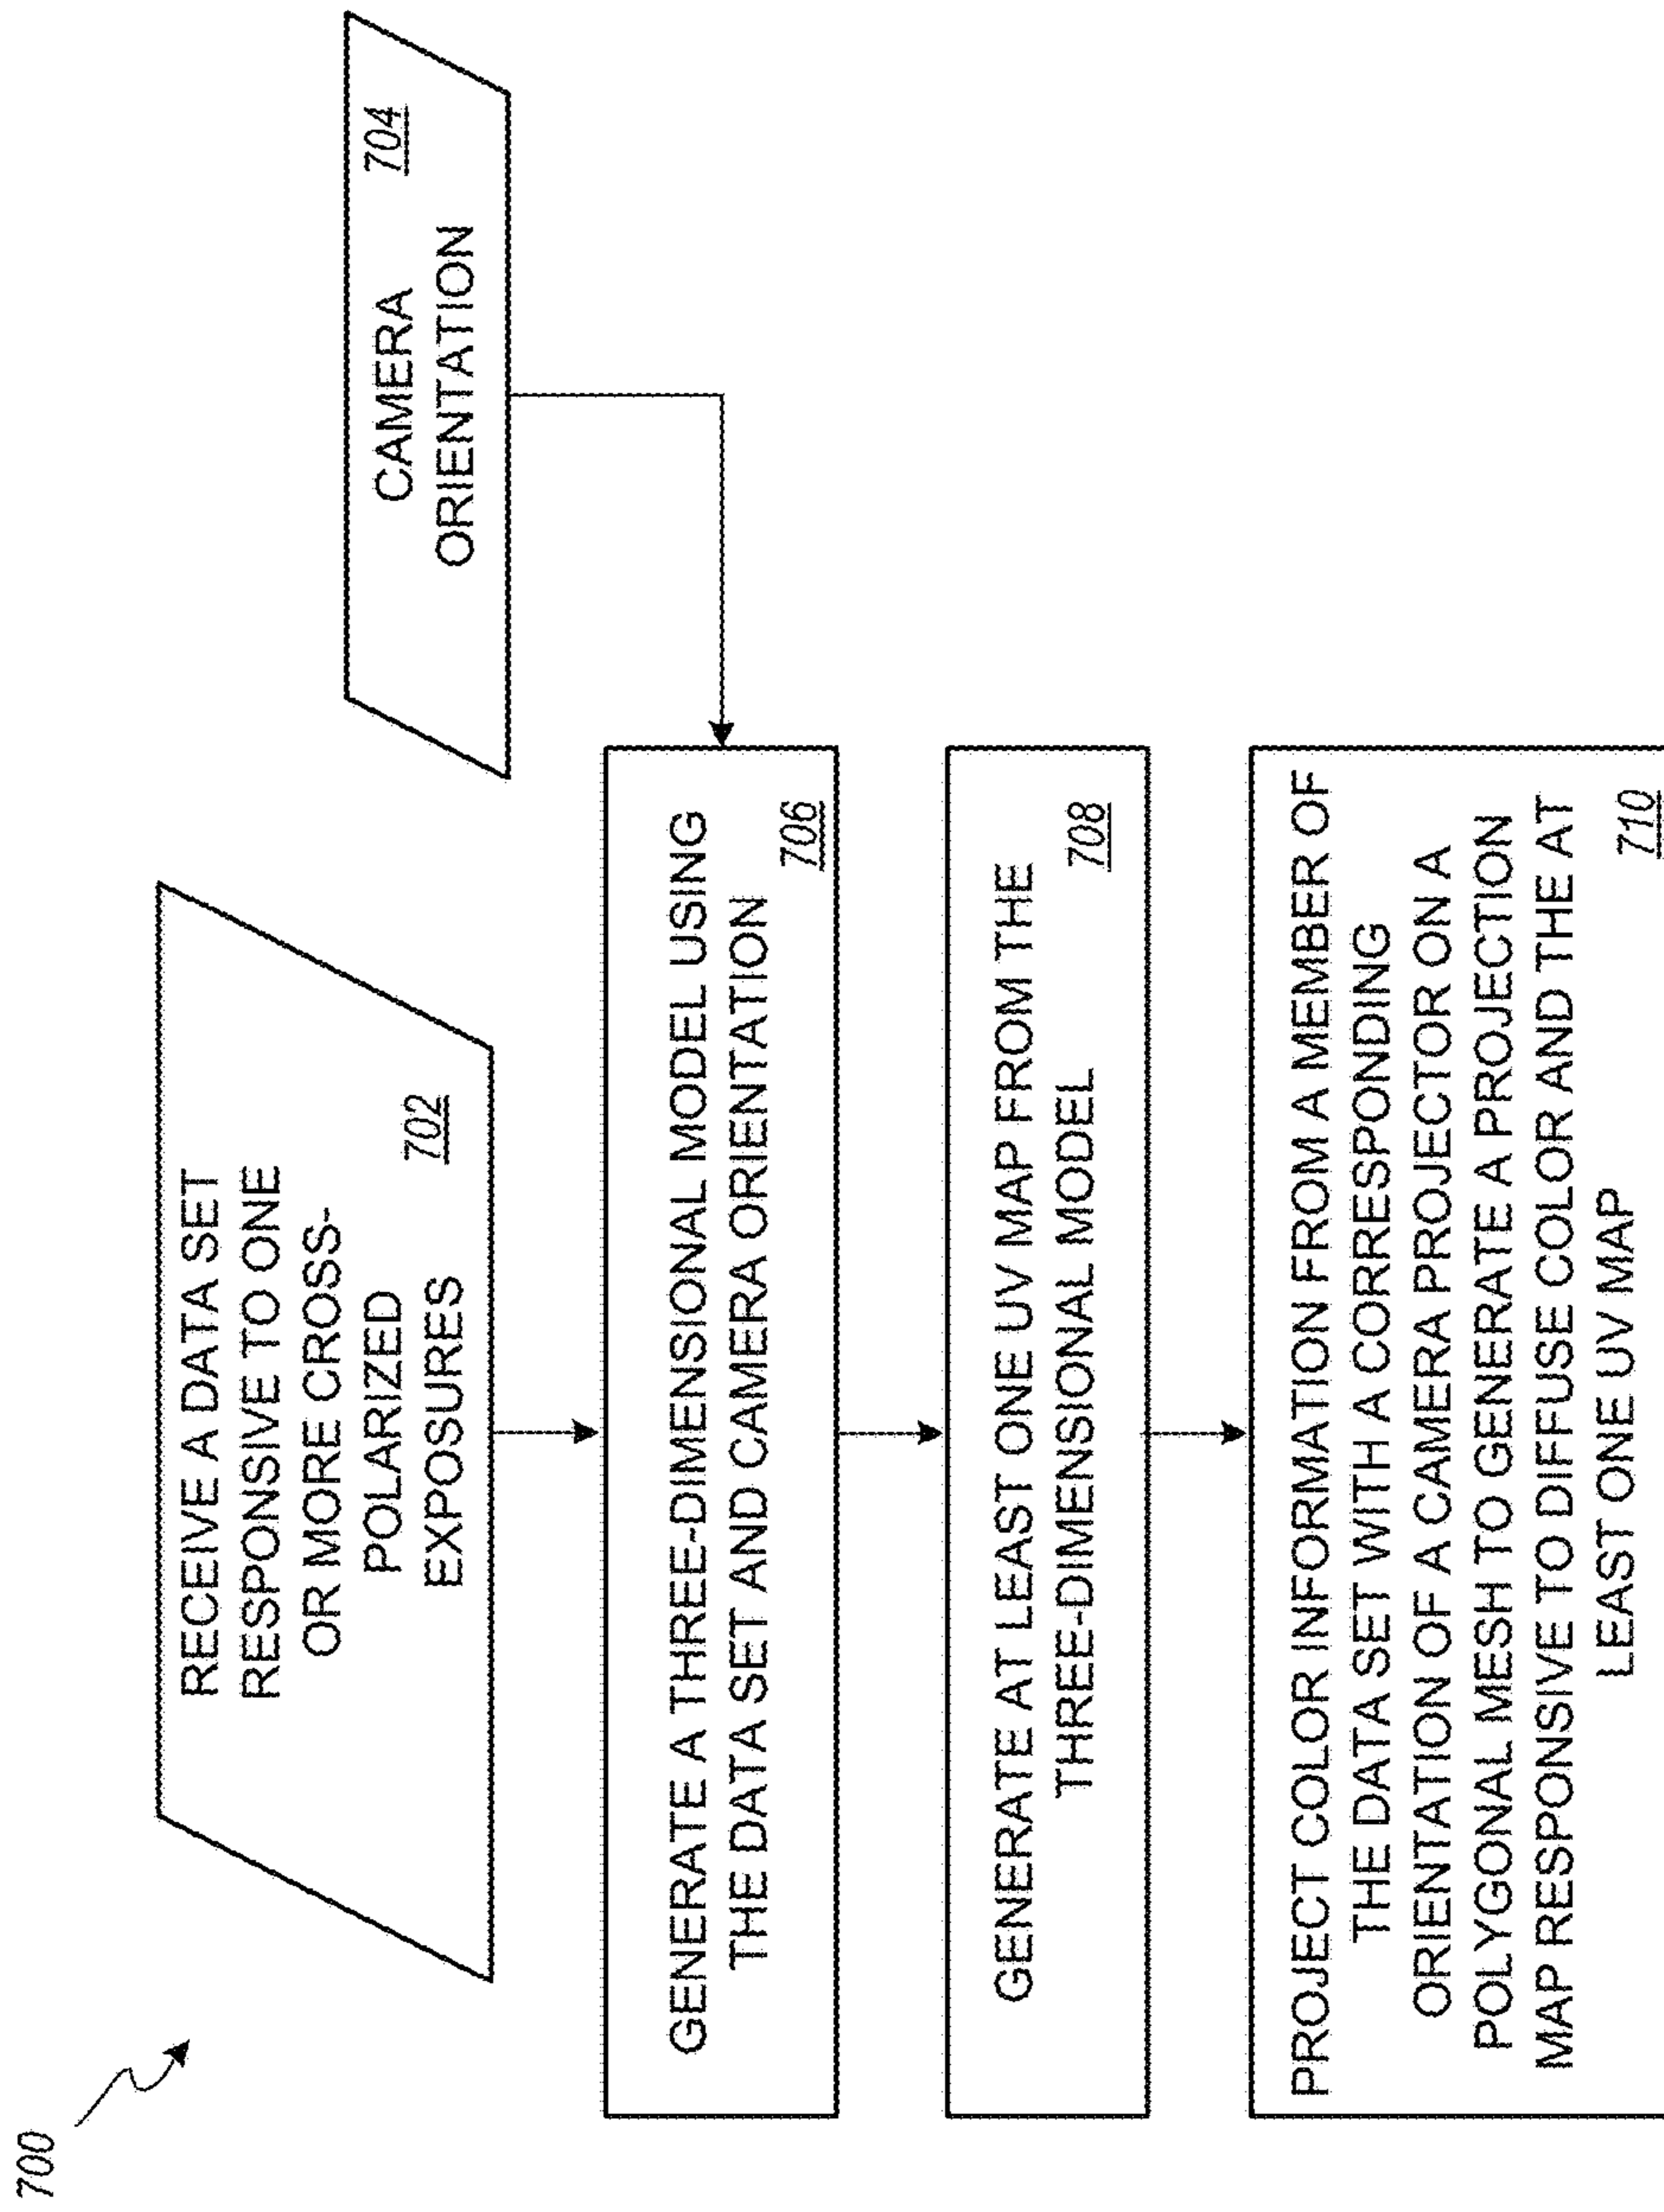 700
RECEIVE A DATA SET
RESPONSIVE TO ONE
OR MORE CROSS-
POLARIZED
EXPOSURES
702
CAMERA
ORIENTATION
704
GENERATE A THREE-DIMENSIONAL MODEL USING
THE DATA SET AND CAMERA ORIENTATION
706
GENERATE AT LEAST ONE UV MAP FROM THE
THREE-DIMENSIONAL MODEL
708
PROJECT COLOR INFORMATION FROM A MEMBER OF
THE DATA SET WITH A CORRESPONDING
ORIENTATION OF A CAMERA PROJECTOR ON A
POLYGONAL MESH TO GENERATE A PROJECTION
MAP RESPONSIVE TO DIFFUSE COLOR AND THE AT
LEAST ONE UV MAP
710